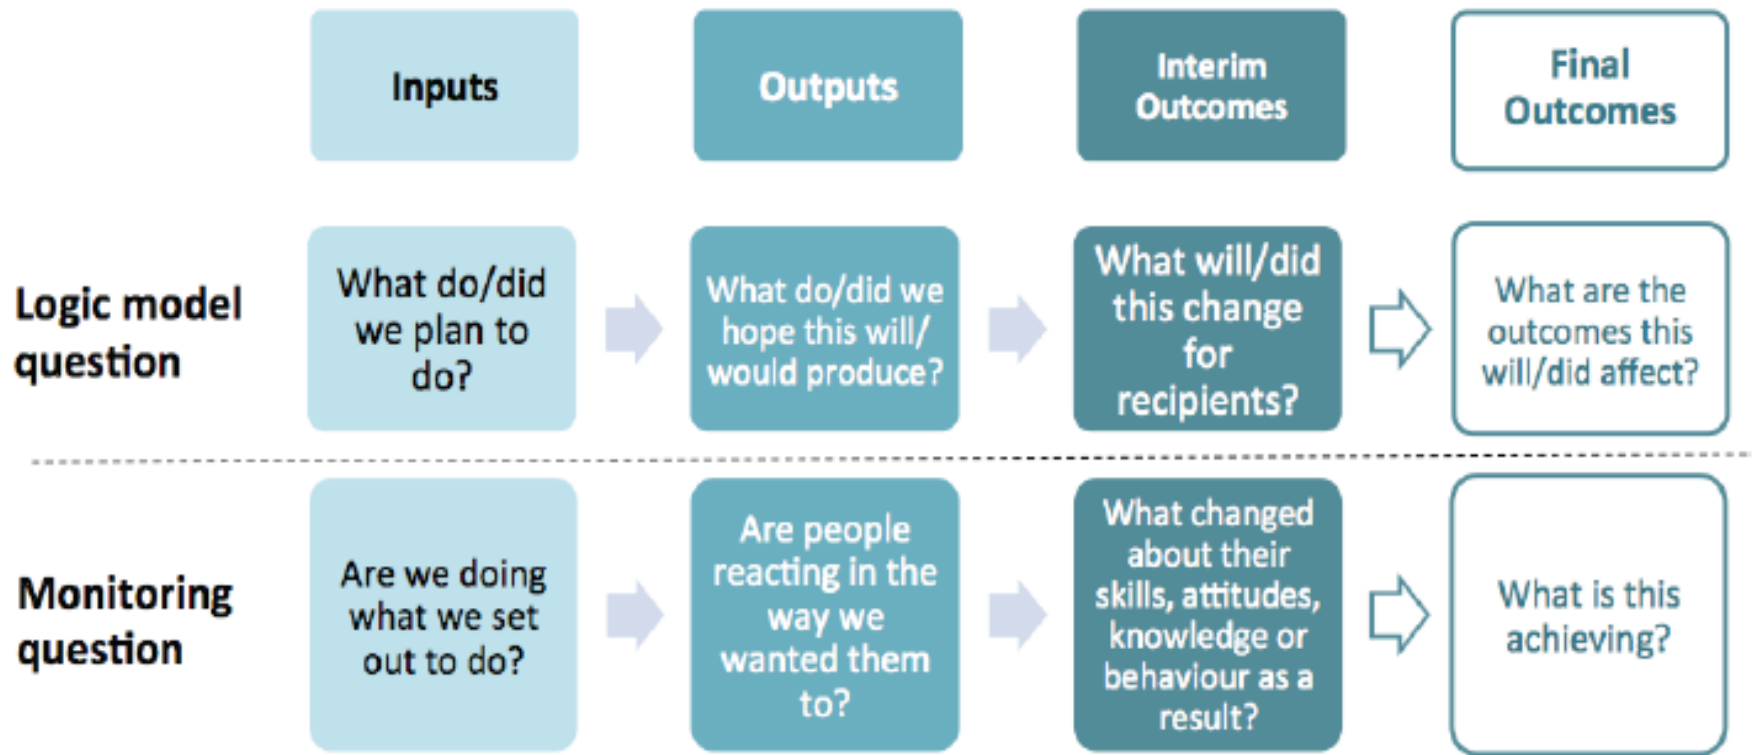 Inputs
Outputs
Interim
Outcomes
Final
Outcomes
Logic model
question
What do/did
we plan to
do?
What do/did we
hope this will/
would produce?
What will/did
this change
for
recipients?
What are the
outcomes this
will/did affect?
Monitoring
question
Are we doing
what we set
out to do?
Are people
reacting in the
way we
wanted them
to?
What changed
about their
skills, attitudes,
knowledge or
behaviour as a
result?
What is this
achieving?